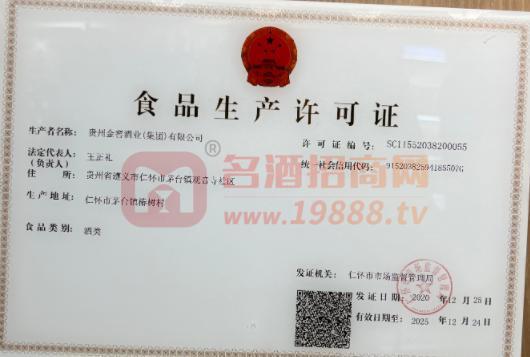 食品生产许可证
生产者名称： 贵州金窖酒业(集团)有限公司
许可证编号： SC11552038200055
法定代表人： 王正礼
(负责人)
统一社会信用代码：
住所： 贵州省遵义市仁怀市茅台镇观音寺社区
生产地址： 仁怀市茅台镇椿树村
食品类别： 酒类
®名酒招商网
www.19888.tv
发证机关： 仁怀市市场监督管理局
发证日期： 2020 年 12 月 25 日
有效日期至： 2025 年 12 月 24 日